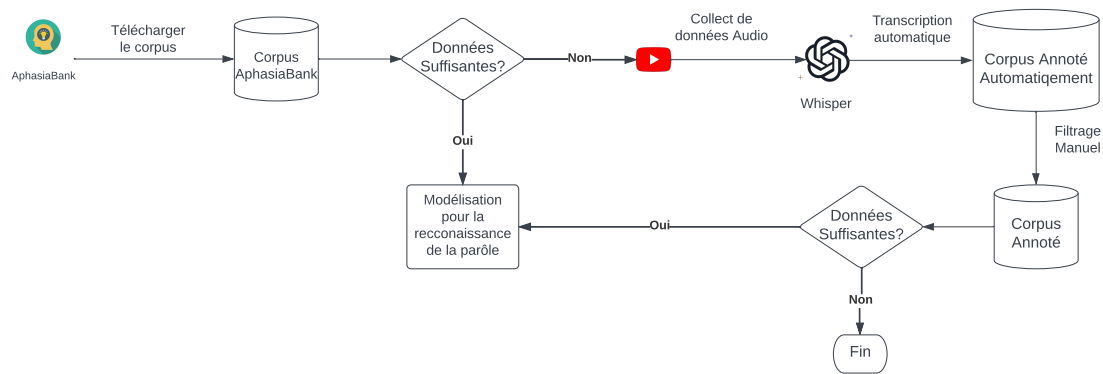 AphasiaBank
Télécharger
le corpus
Corpus
AphasiaBank
Données
Suffisantes?
Non
Collect de
données Audio
Whisper
Transcription
automatique
Corpus Annoté
Automatiqement
Filtrage
Manuel
Oui
Modélisation
pour la
recconaissance
de la parôle
Oui
Données
Suffisantes?
Corpus
Annoté
Non
Fin